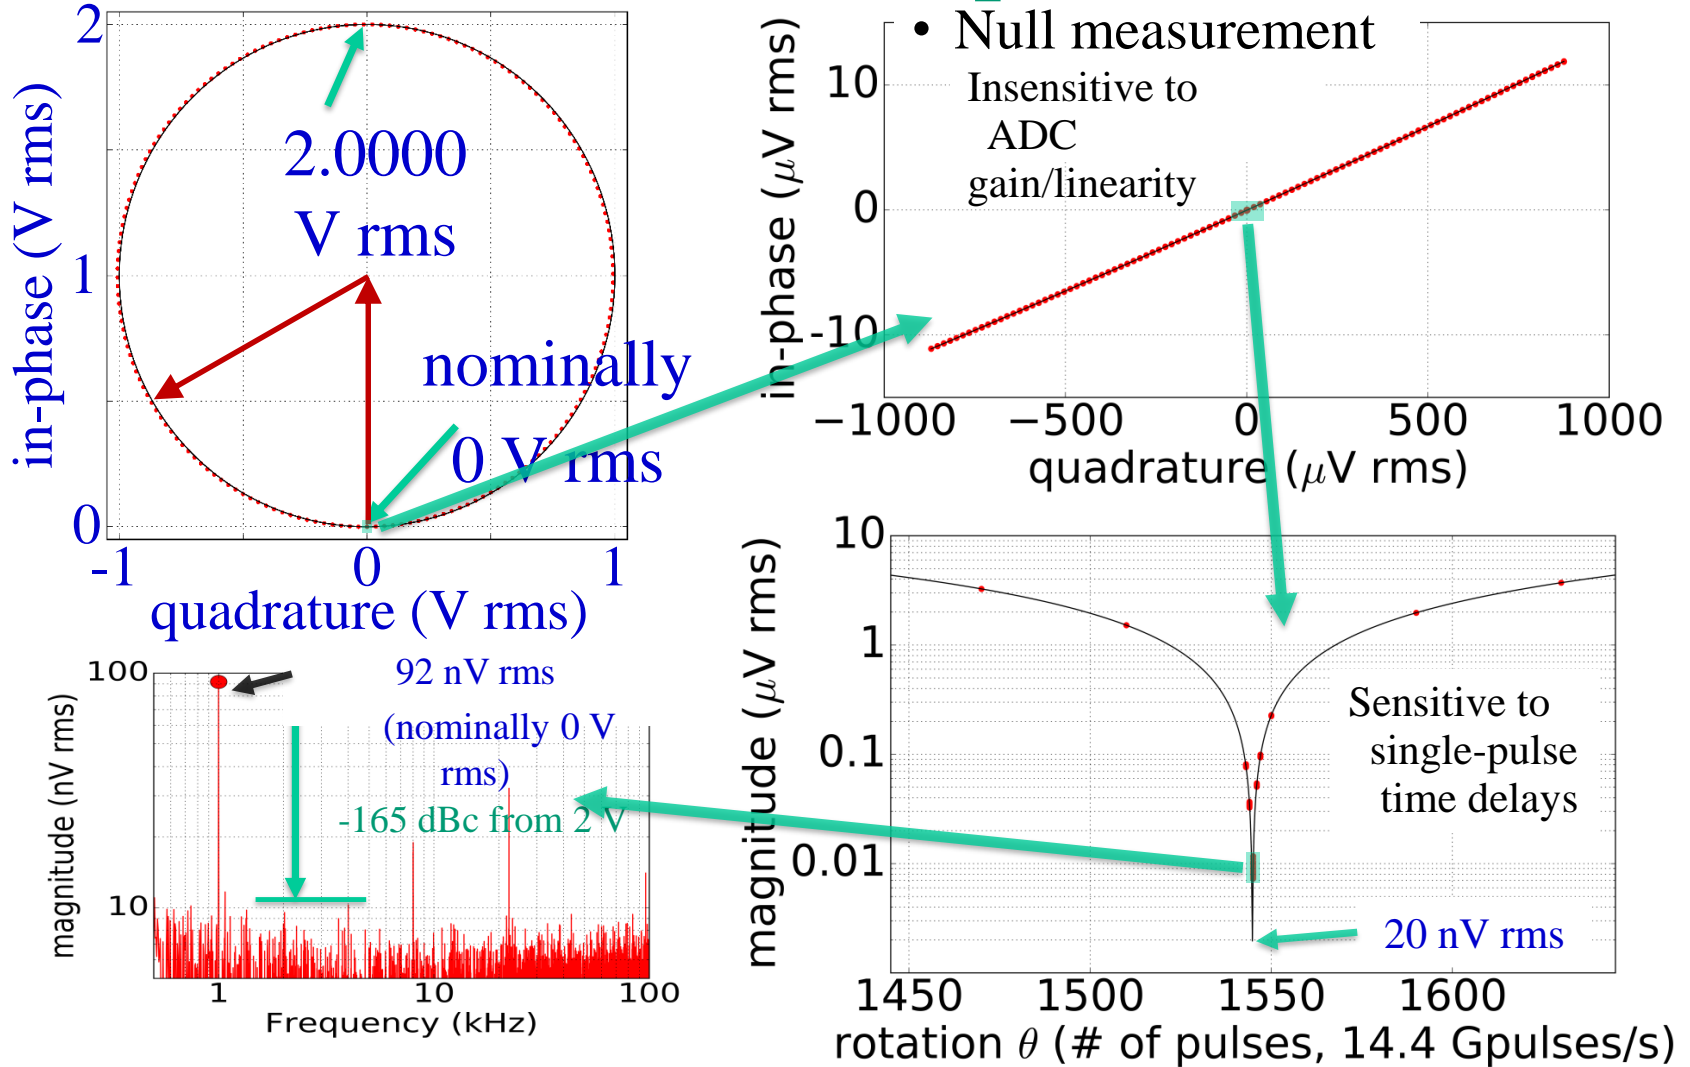 2
1
0
in-phase (V rms)
2.0000
V rms
nominally
0 V rms
-1
0
1
quadrature (V rms)
• Null measurement
Insensitive to
ADC
gain/linearity
10
0
-10
in-phase (μV rms)
−1000
−500
0
500
1000
quadrature (μV rms)
100
10
magnitude (nV rms)
92 nV rms
(nominally 0 V
rms)
-165 dBc from 2 V
1
10
100
Frequency (kHz)
10
1
0.1
0.01
magnitude (μV rms)
Sensitive to
single-pulse
time delays
20 nV rms
1450
1500
1550
1600
rotation θ (# of pulses, 14.4 Gpulses/s)